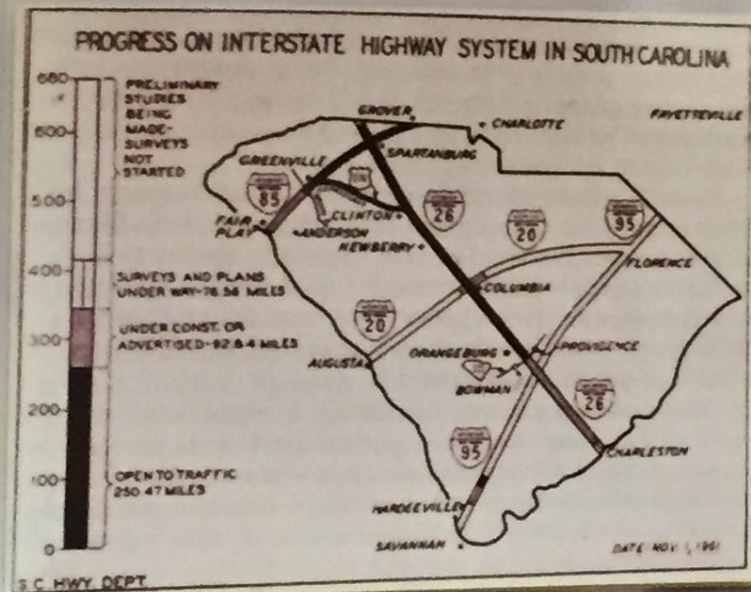 PROGRESS ON INTERSTATE HIGHWAY SYSTEM IN SOUTH CAROLINA
680
600
500
400
300
200
100
0
PRELIMINARY
STUDIES
BEING
MADE-
SURVEYS
NOT
STARTED
SURVEYS AND PLANS
UNDER WAY-76.56 MILES
UNDER CONST. OR
ADVERTISED-92.84 MILES
OPEN TO TRAFFIC
250.47 MILES
GROVER
CHARLOTTE
FAYETTEVILLE
SPARTANBURG
GREENVILLE
85
26
20
95
FAIR
PLAY
CLINTON
ANDERSON
NEWBERRY
FLORENCE
COLUMBIA
20
AUGUSTA
ORANGEBURG
PROVIDENCE
BOWMAN
26
95
CHARLESTON
HARDEEVILLE
SAVANNAH
DATE NOV 1, 1961
S.C. HWY. DEPT.